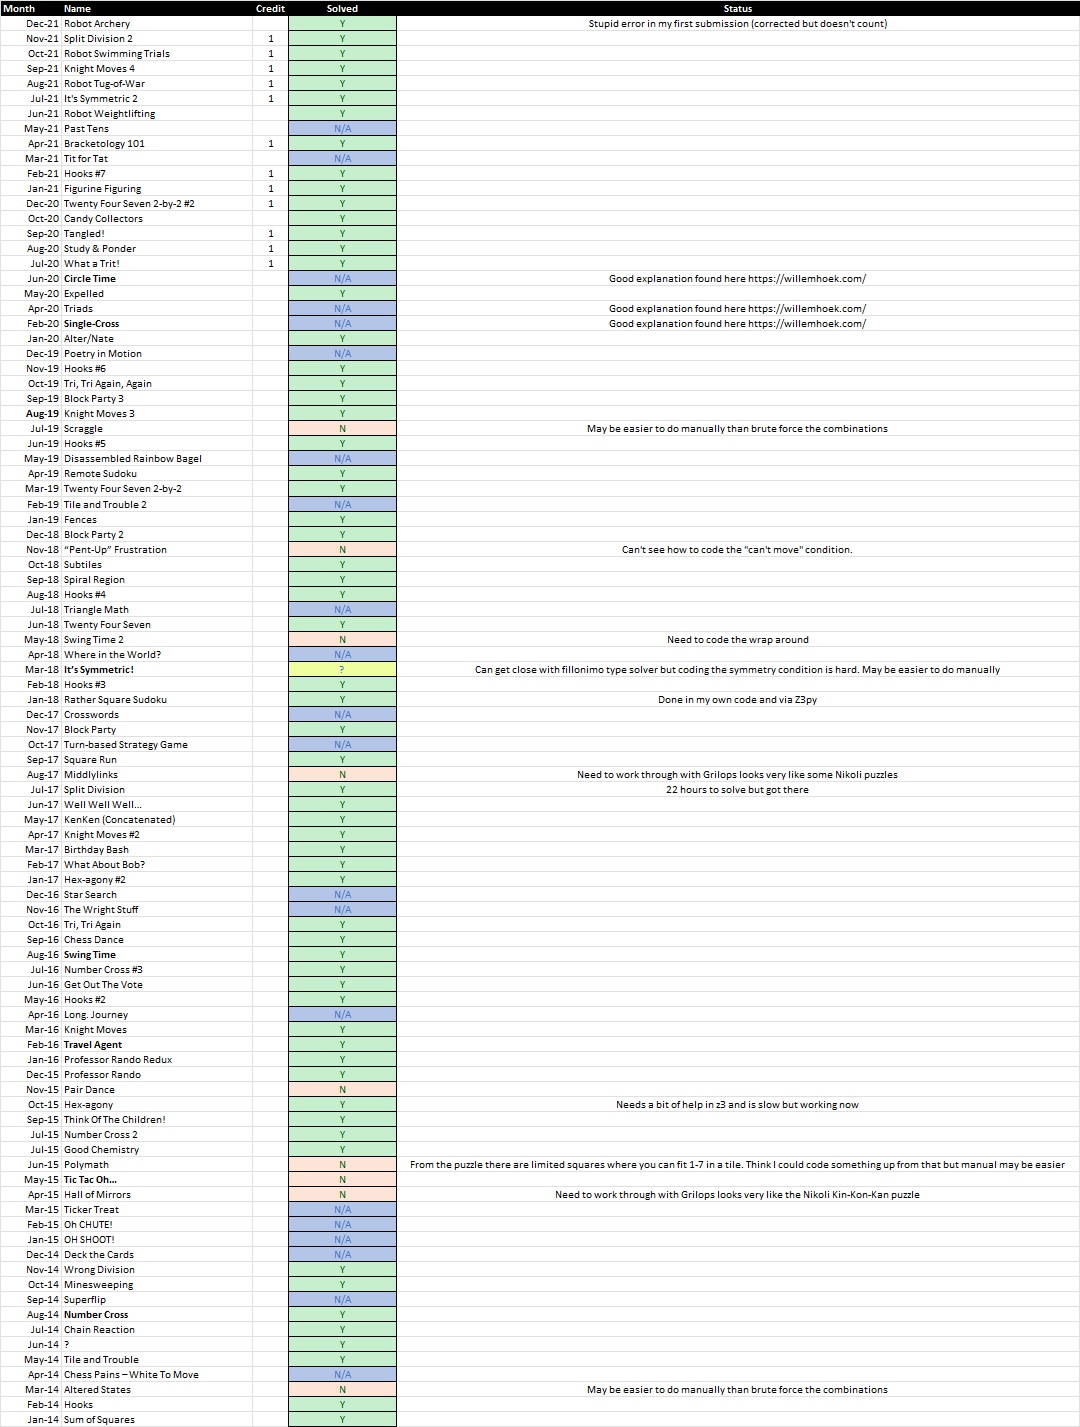 Month Name Credit Solved Status
Dec-21 Robot Archery Y Stupid error in my first submission (corrected but doesn't count)
Nov-21 Split Division 2 1 Y
Oct-21 Robot Swimming Trials 1 Y
Sep-21 Knight Moves 4 1 Y
Aug-21 Robot Tug-of-War 1 Y
Jul-21 It's Symmetric 2 1 Y
Jun-21 Robot Weightlifting Y
May-21 Past Tens N/A
Apr-21 Bracketology 101 1 Y
Mar-21 Tit for Tat N/A
Feb-21 Hooks #7 1 Y
Jan-21 Figurine Figuring 1 Y
Dec-20 Twenty Four Seven 2-by-2 #2 1 Y
Oct-20 Candy Collectors Y
Sep-20 Tangled! 1 Y
Aug-20 Study & Ponder 1 Y
Jul-20 What a Trit! 1 Y
Jun-20 Circle Time N/A Good explanation found here https://willemhoek.com/
May-20 Expelled Y
Apr-20 Triads N/A Good explanation found here https://willemhoek.com/
Feb-20 Single-Cross N/A Good explanation found here https://willemhoek.com/
Jan-20 Alter/Nate Y
Dec-19 Poetry in Motion N/A
Nov-19 Hooks #6 Y
Oct-19 Tri, Tri Again, Again Y
Sep-19 Block Party 3 Y
Aug-19 Knight Moves 3 Y
Jul-19 Scraggle N May be easier to do manually than brute force the combinations
Jun-19 Hooks #5 Y
May-19 Disassembled Rainbow Bagel N/A
Apr-19 Remote Sudoku Y
Mar-19 Twenty Four Seven 2-by-2 Y
Feb-19 Tile and Trouble 2 N/A
Jan-19 Fences Y
Dec-18 Block Party 2 Y
Nov-18 “Pent-Up” Frustration N Can't see how to code the "can't move" condition.
Oct-18 Subtiles Y
Sep-18 Spiral Region Y
Aug-18 Hooks #4 Y
Jul-18 Triangle Math N/A
Jun-18 Twenty Four Seven Y
May-18 Swing Time 2 N Need to code the wrap around
Apr-18 Where in the World? N/A
Mar-18 It’s Symmetric! ? Can get close with fillonimo type solver but coding the symmetry condition is hard. May be easier to do manually
Feb-18 Hooks #3 Y
Jan-18 Rather Square Sudoku Y Done in my own code and via Z3py
Dec-17 Crosswords N/A
Nov-17 Block Party Y
Oct-17 Turn-based Strategy Game N/A
Sep-17 Square Run Y
Aug-17 Middlylinks N Need to work through with Grilops looks very like some Nikoli puzzles
Jul-17 Split Division Y 22 hours to solve but got there
Jun-17 Well Well Well... Y
May-17 KenKen (Concatenated) Y
Apr-17 Knight Moves #2 Y
Mar-17 Birthday Bash Y
Feb-17 What About Bob? Y
Jan-17 Hex-agony #2 Y
Dec-16 Star Search N/A
Nov-16 The Wright Stuff N/A
Oct-16 Tri, Tri Again Y
Sep-16 Chess Dance Y
Aug-16 Swing Time Y
Jul-16 Number Cross #3 Y
Jun-16 Get Out The Vote Y
May-16 Hooks #2 Y
Apr-16 Long. Journey N/A
Mar-16 Knight Moves Y
Feb-16 Travel Agent Y
Jan-16 Professor Rando Redux Y
Dec-15 Professor Rando Y
Nov-15 Pair Dance N
Oct-15 Hex-agony Y Needs a bit of help in z3 and is slow but working now
Sep-15 Think Of The Children! Y
Jul-15 Number Cross 2 Y
Jul-15 Good Chemistry Y
Jun-15 Polymath N From the puzzle there are limited squares where you can fit 1-7 in a tile. Think I could code something up from that but manual may be easier
May-15 Tic Tac Oh... N
Apr-15 Hall of Mirrors N Need to work through with Grilops looks very like the Nikoli Kin-Kon-Kan puzzle
Mar-15 Ticker Treat N/A
Feb-15 Oh CHUTE! N/A
Jan-15 OH SHOOT! N/A
Dec-14 Deck the Cards N/A
Nov-14 Wrong Division Y
Oct-14 Minesweeping Y
Sep-14 Superflip N/A
Aug-14 Number Cross Y
Jul-14 Chain Reaction Y
Jun-14 ? Y
May-14 Tile and Trouble Y
Apr-14 Chess Pains – White To Move N/A
Mar-14 Altered States N May be easier to do manually than brute force the combinations
Feb-14 Hooks Y
Jan-14 Sum of Squares Y